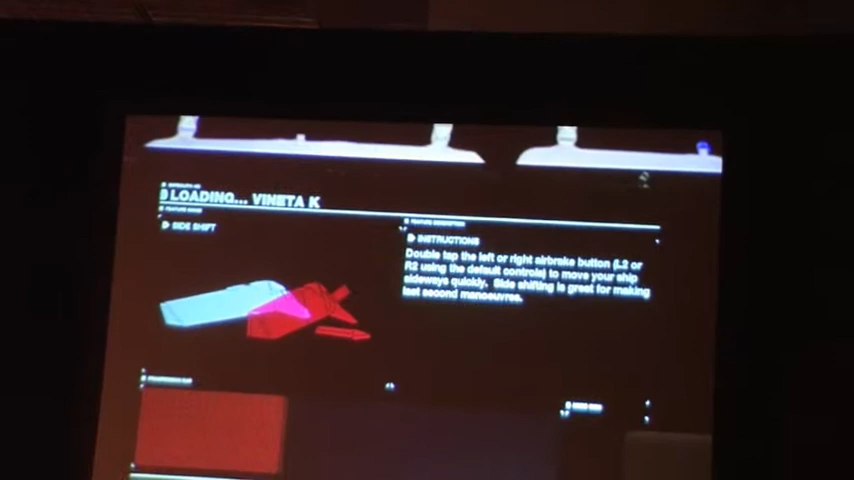 LOADING... VINETA K
SIDE SHIFT
INSTRUCTIONS
Double tap the left or right airbrake button (L2 or
R2 using the default controls) to move your ship
sideways quickly. Side shifting is great for making
last second manoeuvres.